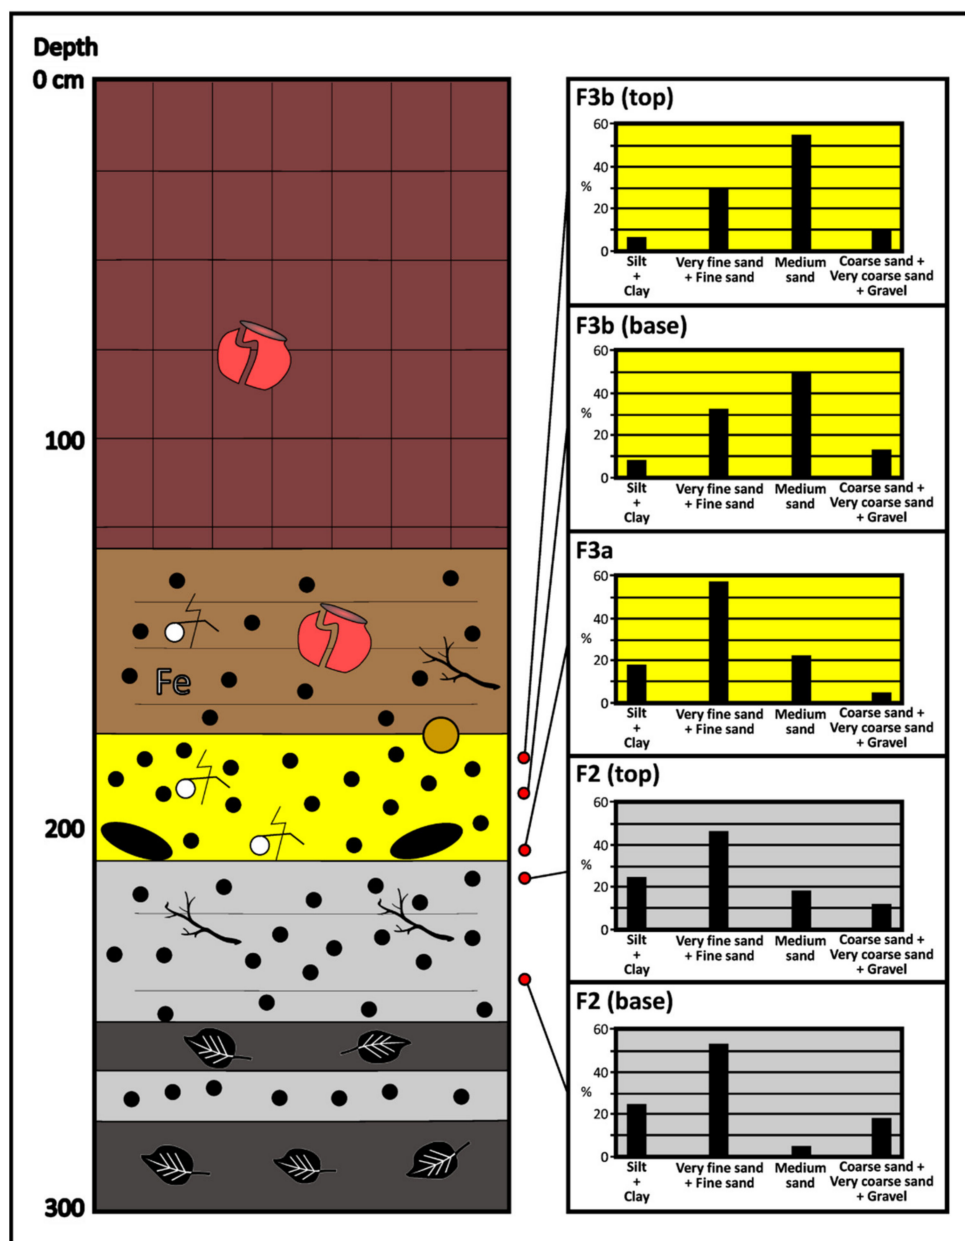 Depth
0 cm
100
200
300
Fe
F3b (top)
60
40
%
20
0
Silt
+
Clay
Very fine sand
+ Fine sand
Medium
sand
Coarse sand +
Very coarse sand
+ Gravel
F3b (base)
60
40
%
20
0
Silt
+
Clay
Very fine sand
+ Fine sand
Medium
sand
Coarse sand +
Very coarse sand
+ Gravel
F3a
60
40
%
20
0
Silt
+
Clay
Very fine sand
+ Fine sand
Medium
sand
Coarse sand +
Very coarse sand
+ Gravel
F2 (top)
60
40
%
20
0
Silt
+
Clay
Very fine sand
+ Fine sand
Medium
sand
Coarse sand +
Very coarse sand
+ Gravel
F2 (base)
60
40
%
20
0
Silt
+
Clay
Very fine sand
+ Fine sand
Medium
sand
Coarse sand +
Very coarse sand
+ Gravel